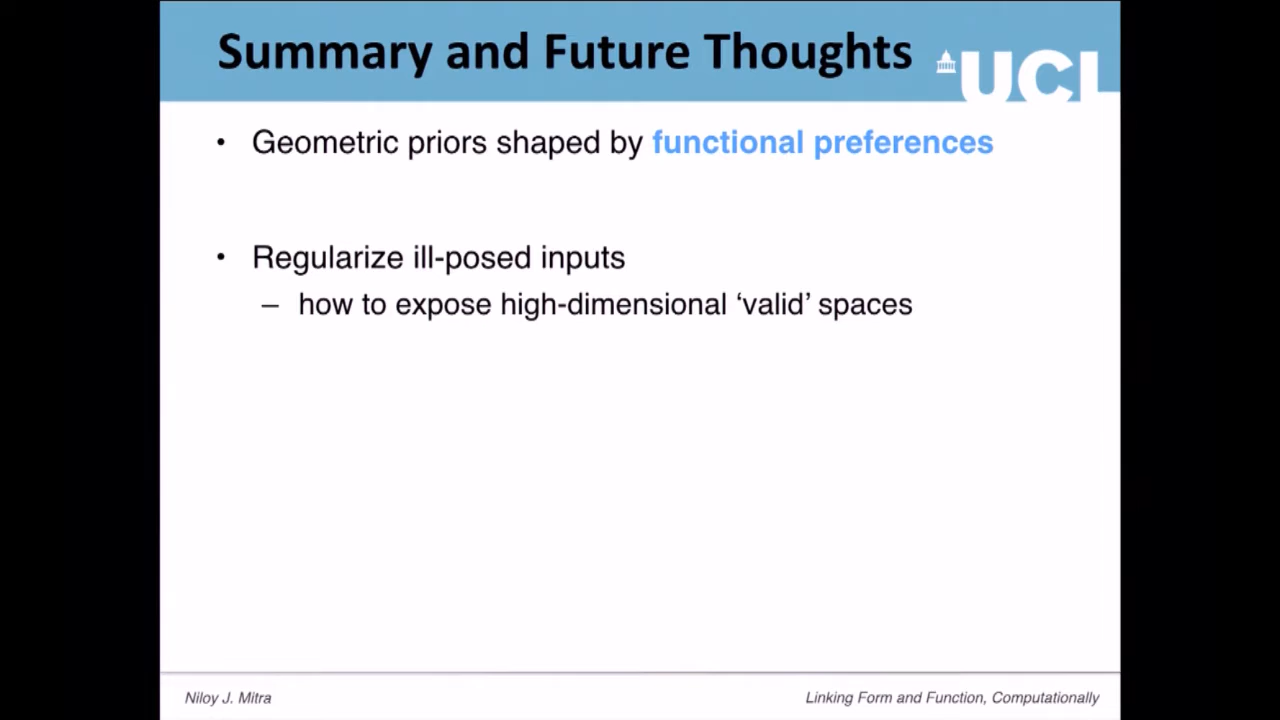 Summary and Future Thoughts
UCL
• Geometric priors shaped by functional preferences
• Regularize ill-posed inputs
– how to expose high-dimensional ‘valid’ spaces
Niloy J. Mitra
Linking Form and Function, Computationally